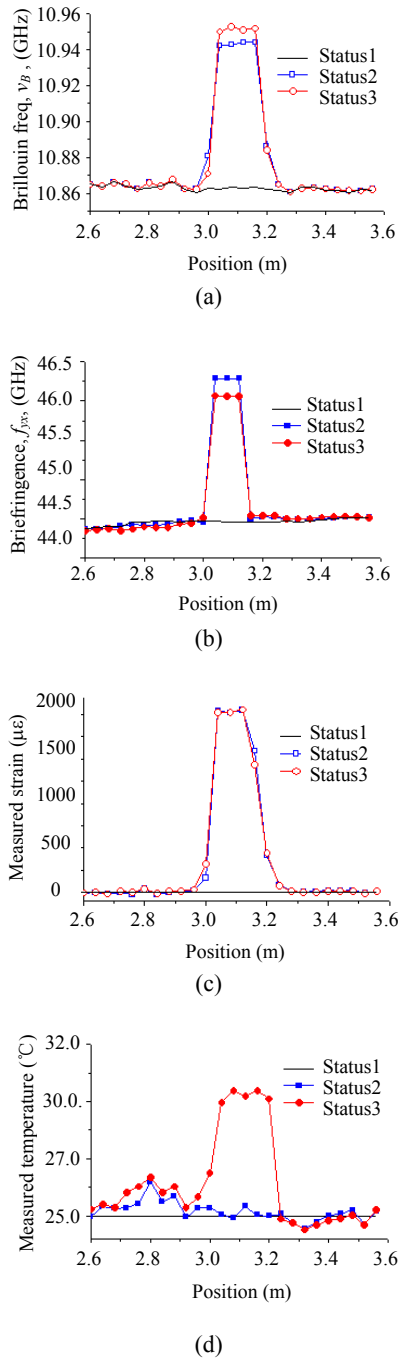 10.96
10.94
10.92
10.90
10.88
10.86
Brillouin freq, νB , (GHz)
Status1
Status2
Status3
2.6 2.8 3.0 3.2 3.4 3.6
Position (m)
(a)
46.5
46.0
45.5
45.0
44.5
44.0
Briefringence, fyx, (GHz)
Status1
Status2
Status3
2.6 2.8 3.0 3.2 3.4 3.6
Position (m)
(b)
2000
1500
1000
500
0
Measured strain (με)
Status1
Status2
Status3
2.6 2.8 3.0 3.2 3.4 3.6
Position (m)
(c)
32.0
30.0
27.0
25.0
Measured temperature (℃)
Status1
Status2
Status3
2.6 2.8 3.0 3.2 3.4 3.6
Position (m)
(d)